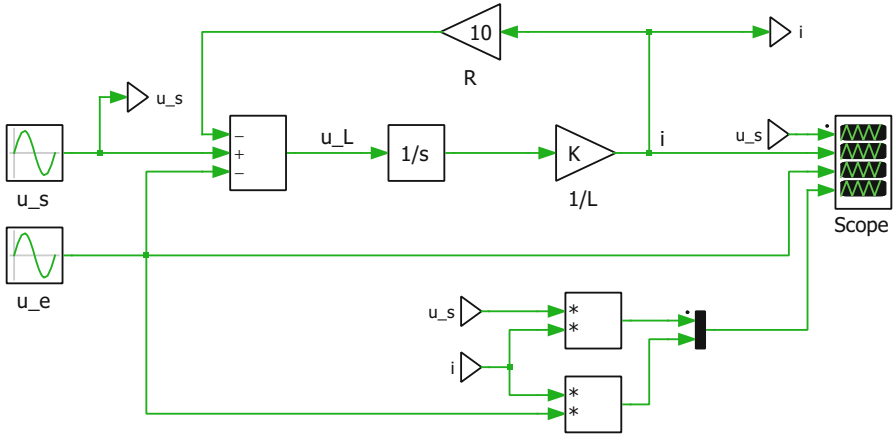 10
i
R
u_s
−
u_L
u_s
i
+
1/s
K
−
u_s
1/L
Scope
u_e
u_s
*
*
i
*
*